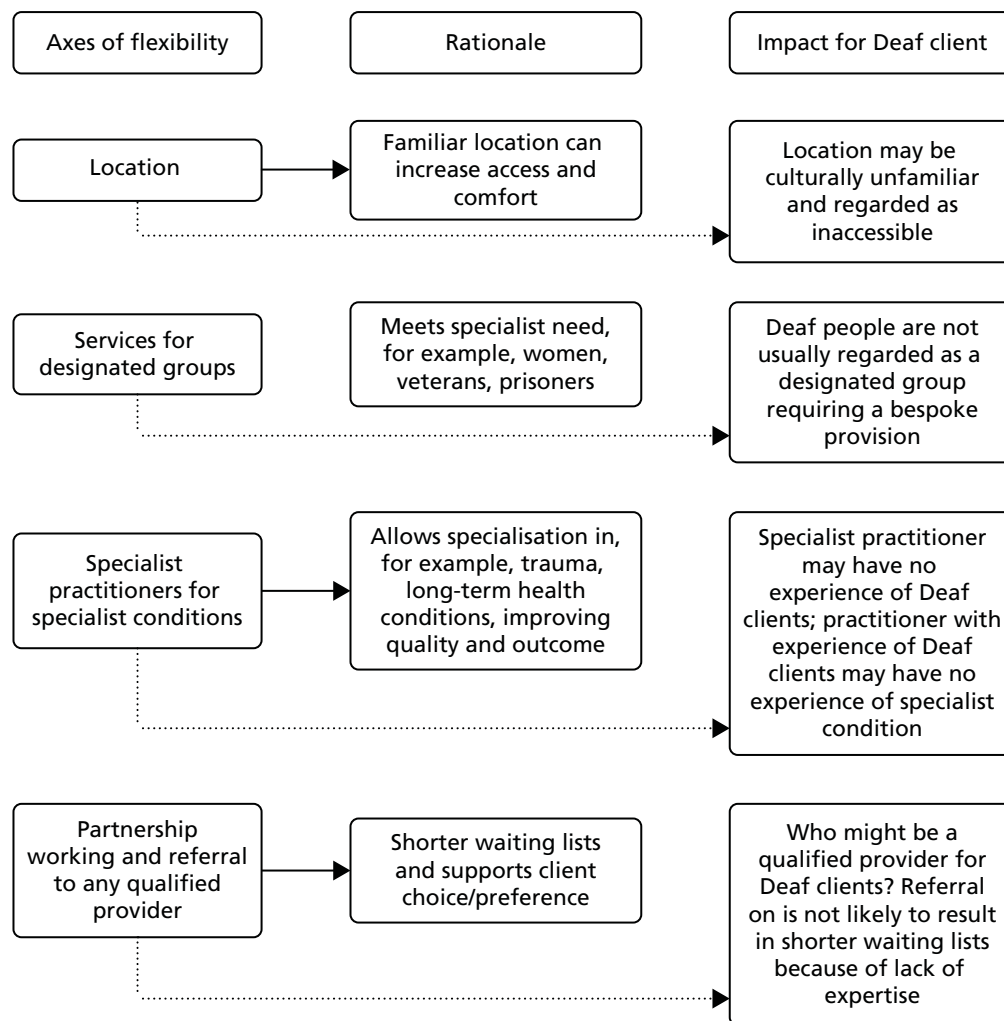 Axes of flexibility
Rationale
Impact for Deaf client
Location
Familiar location can
increase access and
comfort
Location may be
culturally unfamiliar
and regarded as
inaccessible
Services for
designated groups
Meets specialist need,
for example, women,
veterans, prisoners
Deaf people are not
usually regarded as a
designated group
requiring a bespoke
provision
Specialist
practitioners for
specialist conditions
Allows specialisation in,
for example, trauma,
long-term health
conditions, improving
quality and outcome
Specialist practitioner
may have no
experience of Deaf
clients; practitioner with
experience of Deaf
clients may have no
experience of specialist
condition
Partnership
working and referral
to any qualified
provider
Shorter waiting lists
and supports client
choice/preference
Who might be a
qualified provider for
Deaf clients? Referral
on is not likely to result
in shorter waiting lists
because of lack of
expertise